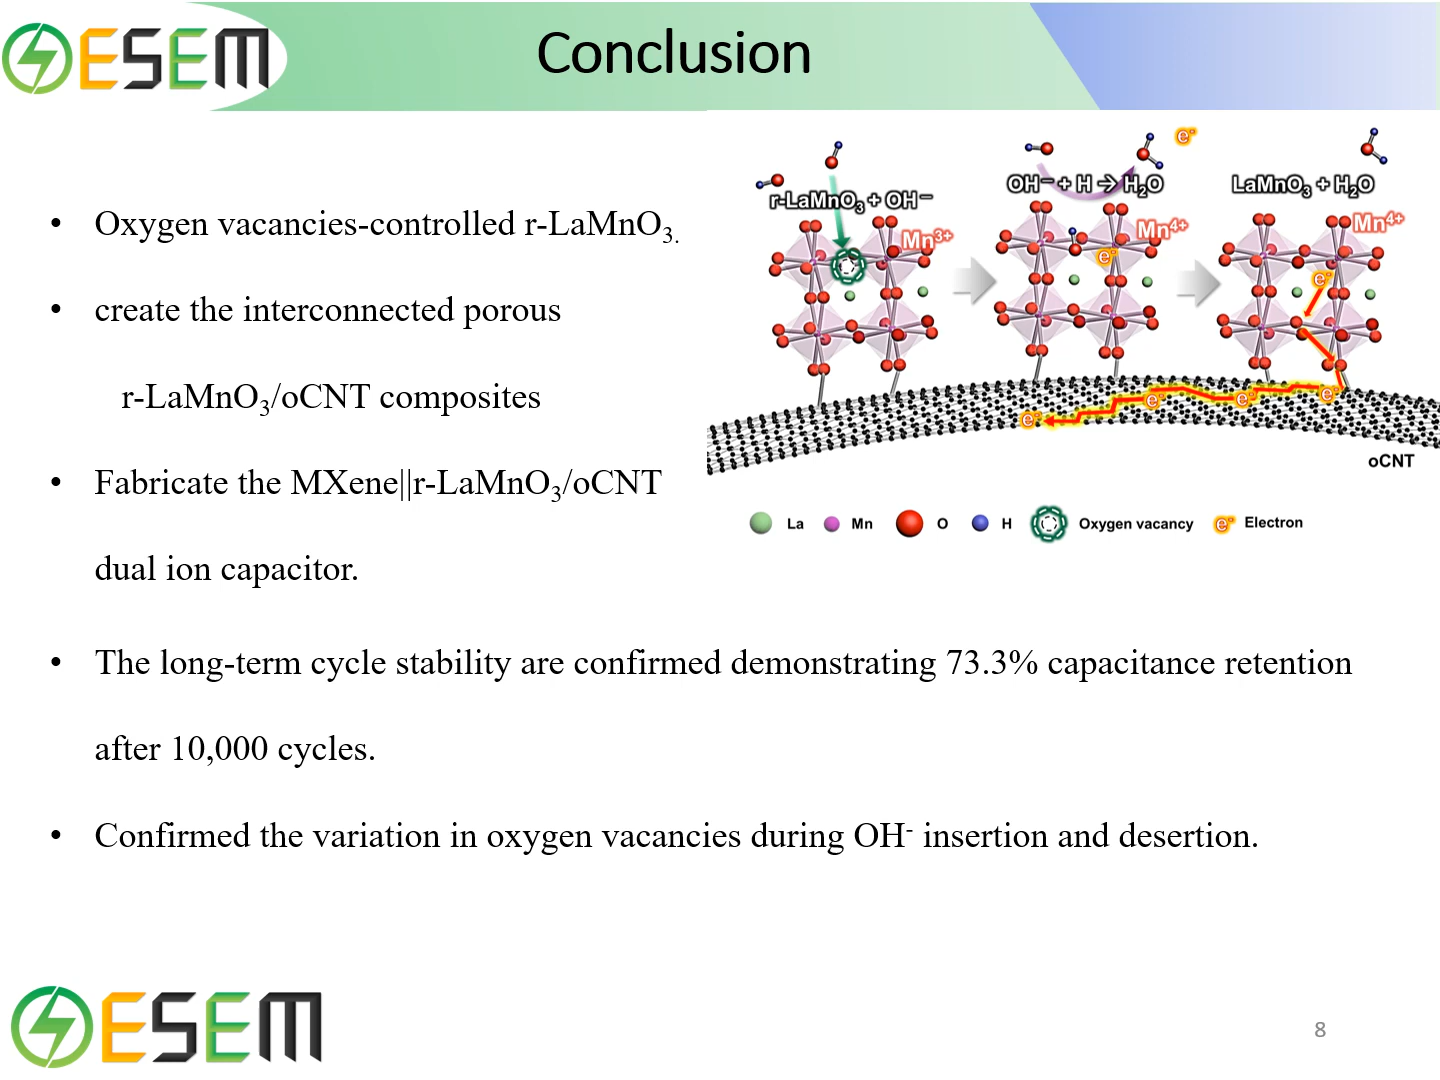 ESEM
Conclusion
• Oxygen vacancies-controlled r-LaMnO₃.
• create the interconnected porous
r-LaMnO₃/oCNT composites
• Fabricate the MXene||r-LaMnO₃/oCNT
dual ion capacitor.
r-LaMnO₃ + OH⁻
Mn³⁺
OH⁻ + H → H₂O
e⁻
Mn⁴⁺
e⁻
LaMnO₃ + H₂O
Mn⁴⁺
e⁻
e⁻
e⁻
e⁻
e⁻
oCNT
La
Mn
O
H
Oxygen vacancy
e⁻
Electron
• The long-term cycle stability are confirmed demonstrating 73.3% capacitance retention
after 10,000 cycles.
• Confirmed the variation in oxygen vacancies during OH⁻ insertion and desertion.
ESEM
8